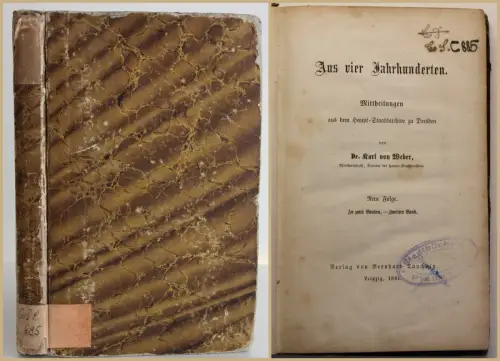 Aus vier Jahrhunderten.
Mittheilungen
aus dem Haupt-Staatsarchive zu Dresden
von
Dr. Karl von Weber,
Neue Folge.
In zwei Bänden. — Zweiter Band.
Verlag von Bernhard Tauchnitz
Leipzig,